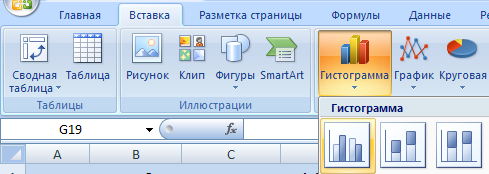 Главная Вставка Разметка страницы Формулы Данные
Сводная таблица Таблица Рисунок Клип Фигуры SmartArt Гистограмма График Круговая
Таблицы Иллюстрации
Гистограмма
G19 fx
A B C